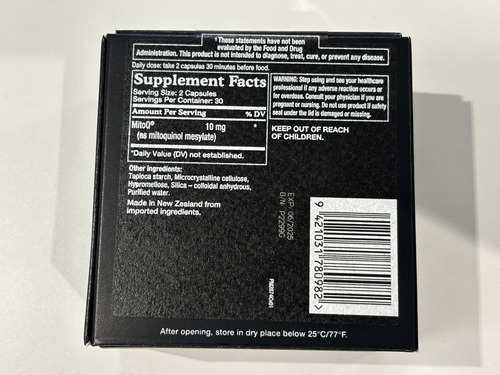 †These statements have not been
evaluated by the Food and Drug
Administration. This product is not intended to diagnose, treat, cure, or prevent any disease.
Daily dose: take 2 capsules 30 minutes before food.
Supplement Facts
Serving Size: 2 Capsules
Servings Per Container: 30
Amount Per Serving % DV
MitoQ® 10 mg *
(as mitoquinol mesylate)
*Daily Value (DV) not established.
Other ingredients:
Tapioca starch, Microcrystalline cellulose,
Hypromellose, Silica – colloidal anhydrous,
Purified water.
Made in New Zealand from
imported ingredients.
WARNING: Stop using and see your healthcare
professional if any adverse reaction occurs or
for overdose. Consult your physician if you are
pregnant or nursing. Do not use product if safety
seal under the lid is damaged or missing.
KEEP OUT OF REACH
OF CHILDREN.
EXP: 06/2025
B/N: P2299G
9 421031 780982 >
After opening, store in dry place below 25°C/77°F.